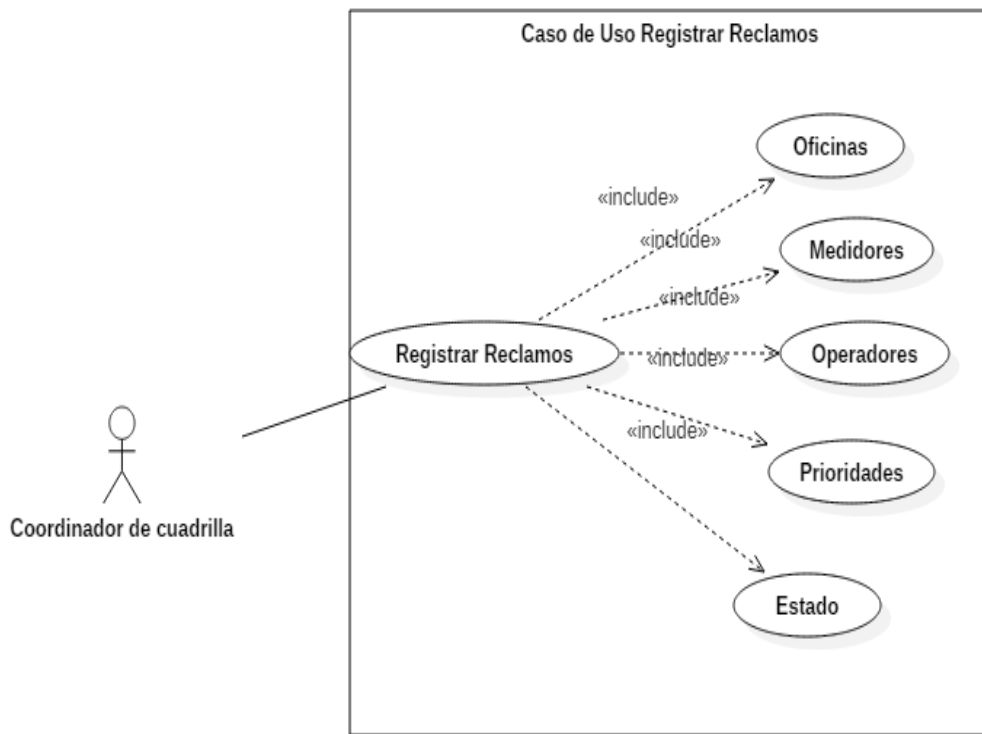 Caso de Uso Registrar Reclamos
Oficinas
«include»
«include»
Medidores
«include»
Registrar Reclamos
«include»
Operadores
«include»
Prioridades
Coordinador de cuadrilla
Estado